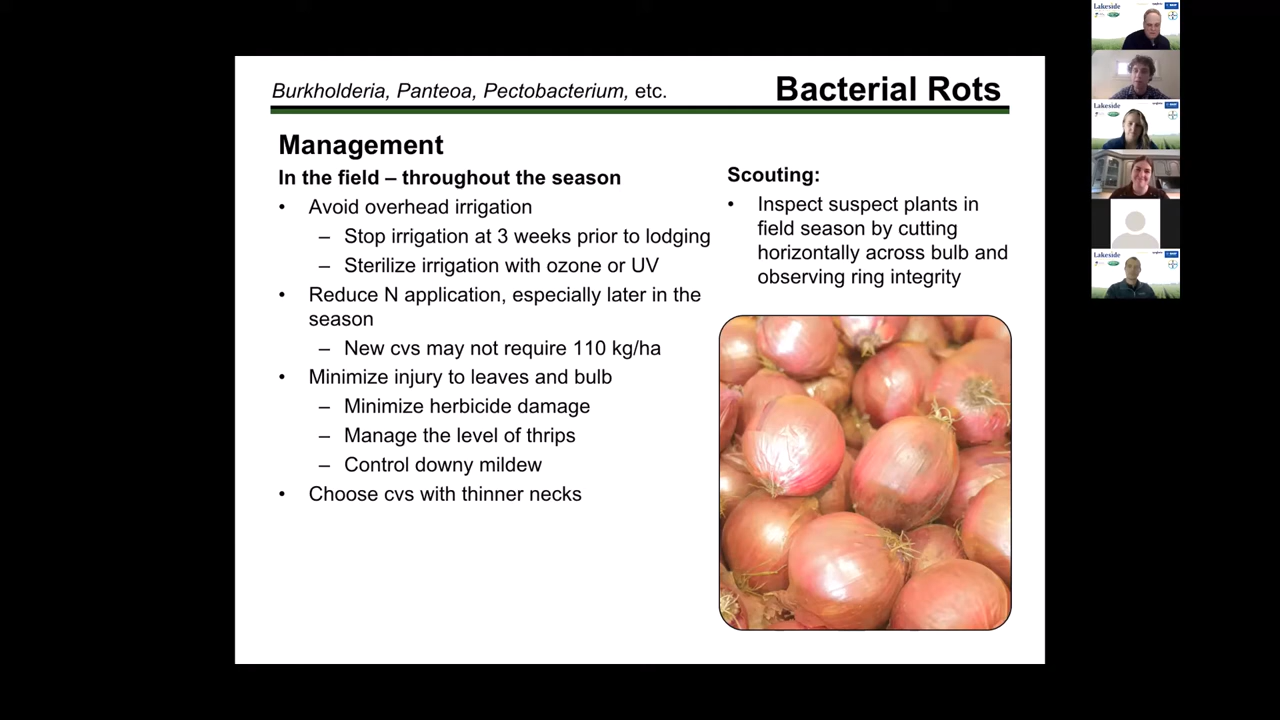 Burkholderia, Panteoa, Pectobacterium, etc.
Bacterial Rots
Management
In the field – throughout the season
• Avoid overhead irrigation
– Stop irrigation at 3 weeks prior to lodging
– Sterilize irrigation with ozone or UV
• Reduce N application, especially later in the
season
– New cvs may not require 110 kg/ha
• Minimize injury to leaves and bulb
– Minimize herbicide damage
– Manage the level of thrips
– Control downy mildew
• Choose cvs with thinner necks
Scouting:
• Inspect suspect plants in
field season by cutting
horizontally across bulb and
observing ring integrity
Lakeside
Lakeside
Lakeside